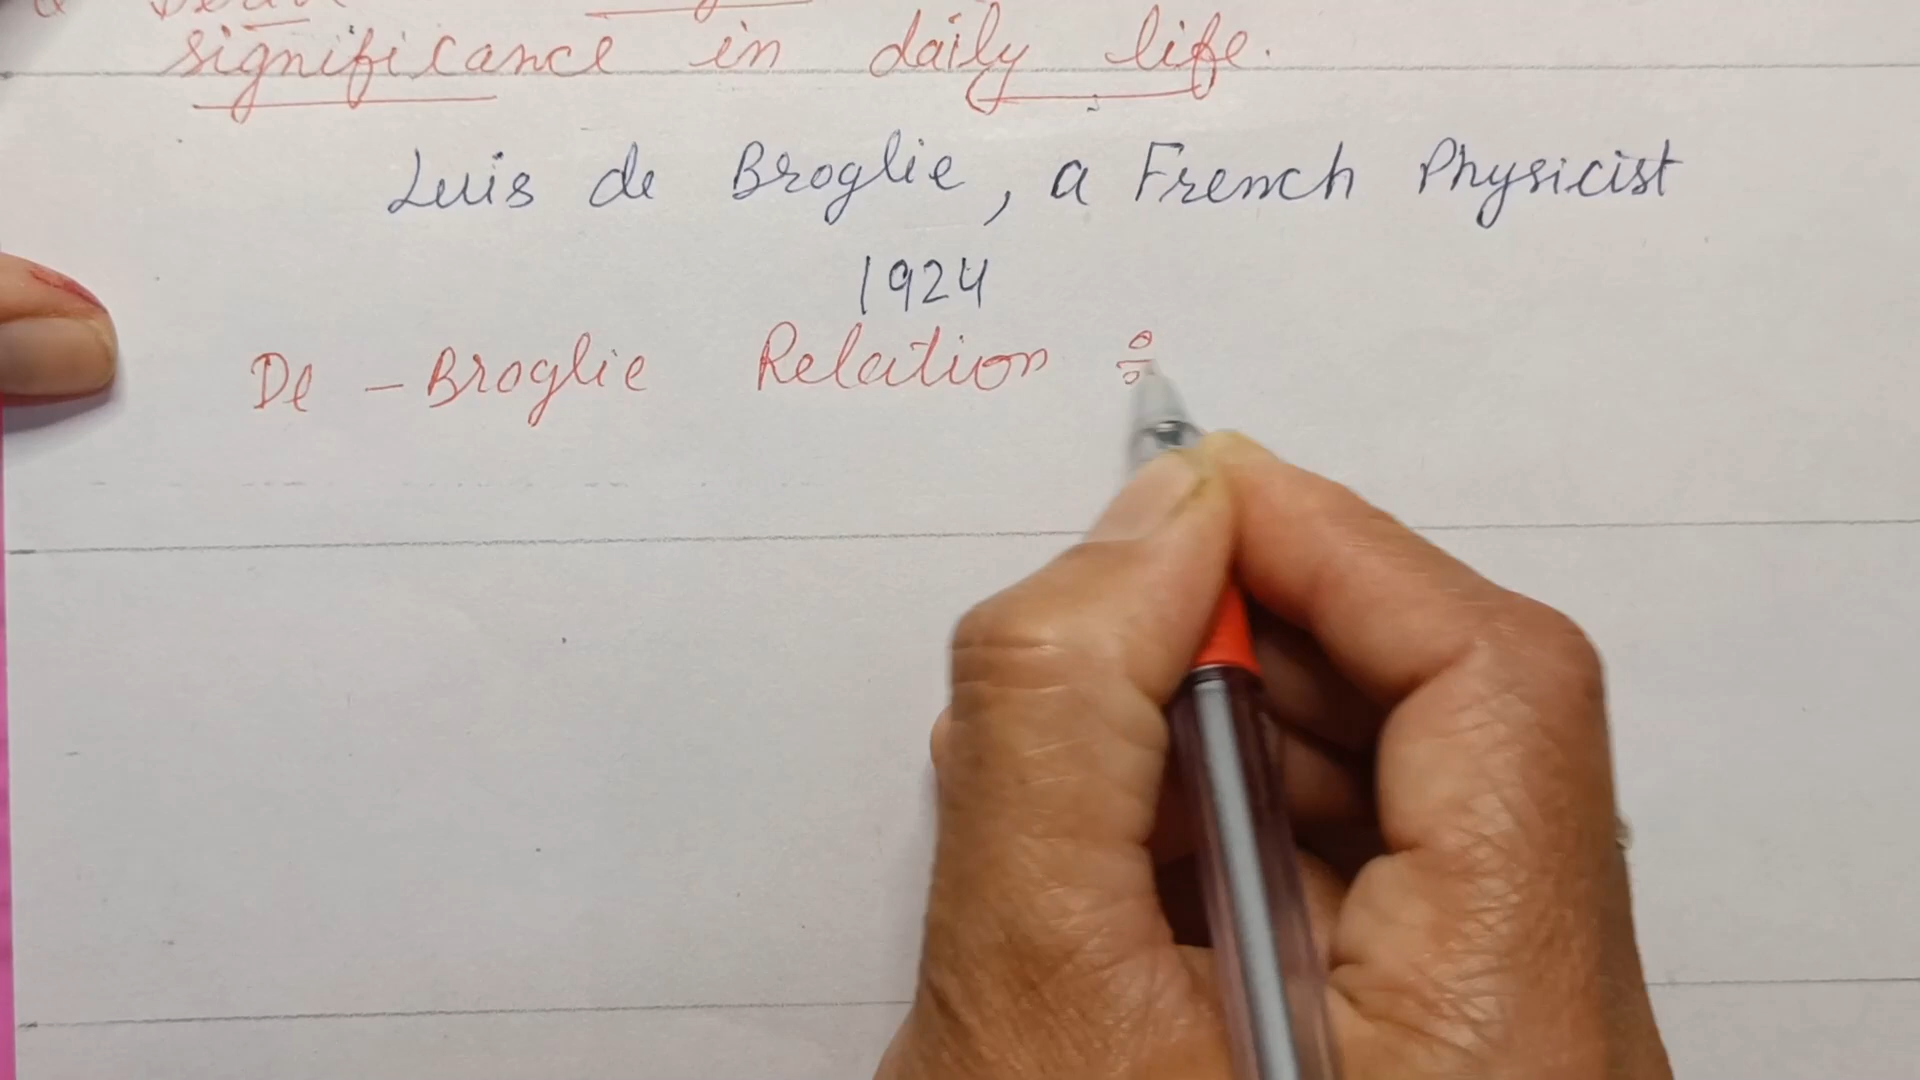 significance in daily life.
Luis de Broglie, a French Physicist
1924
De - Broglie Relation ÷